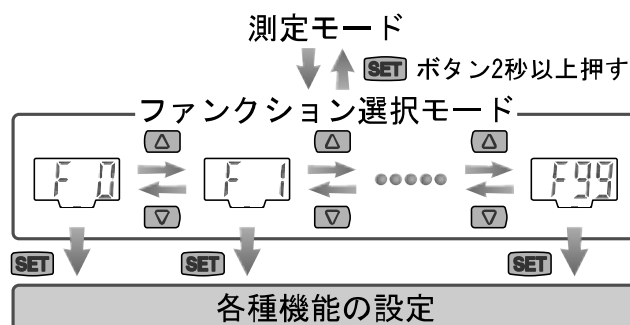 測定モード
SET ボタン2秒以上押す
ファンクション選択モード
F 0 F 1 F99
SET SET SET
各種機能の設定